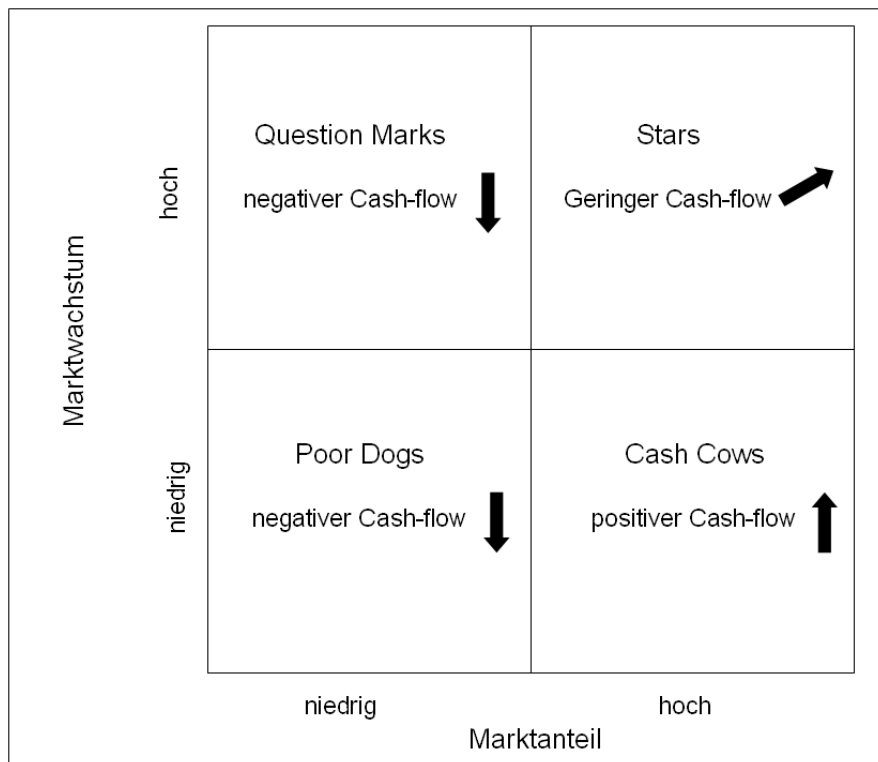 Question Marks
negativer Cash-flow
Stars
Geringer Cash-flow
hoch
Marktwachstum
Poor Dogs
negativer Cash-flow
Cash Cows
positiver Cash-flow
niedrig
niedrig
hoch
Marktanteil